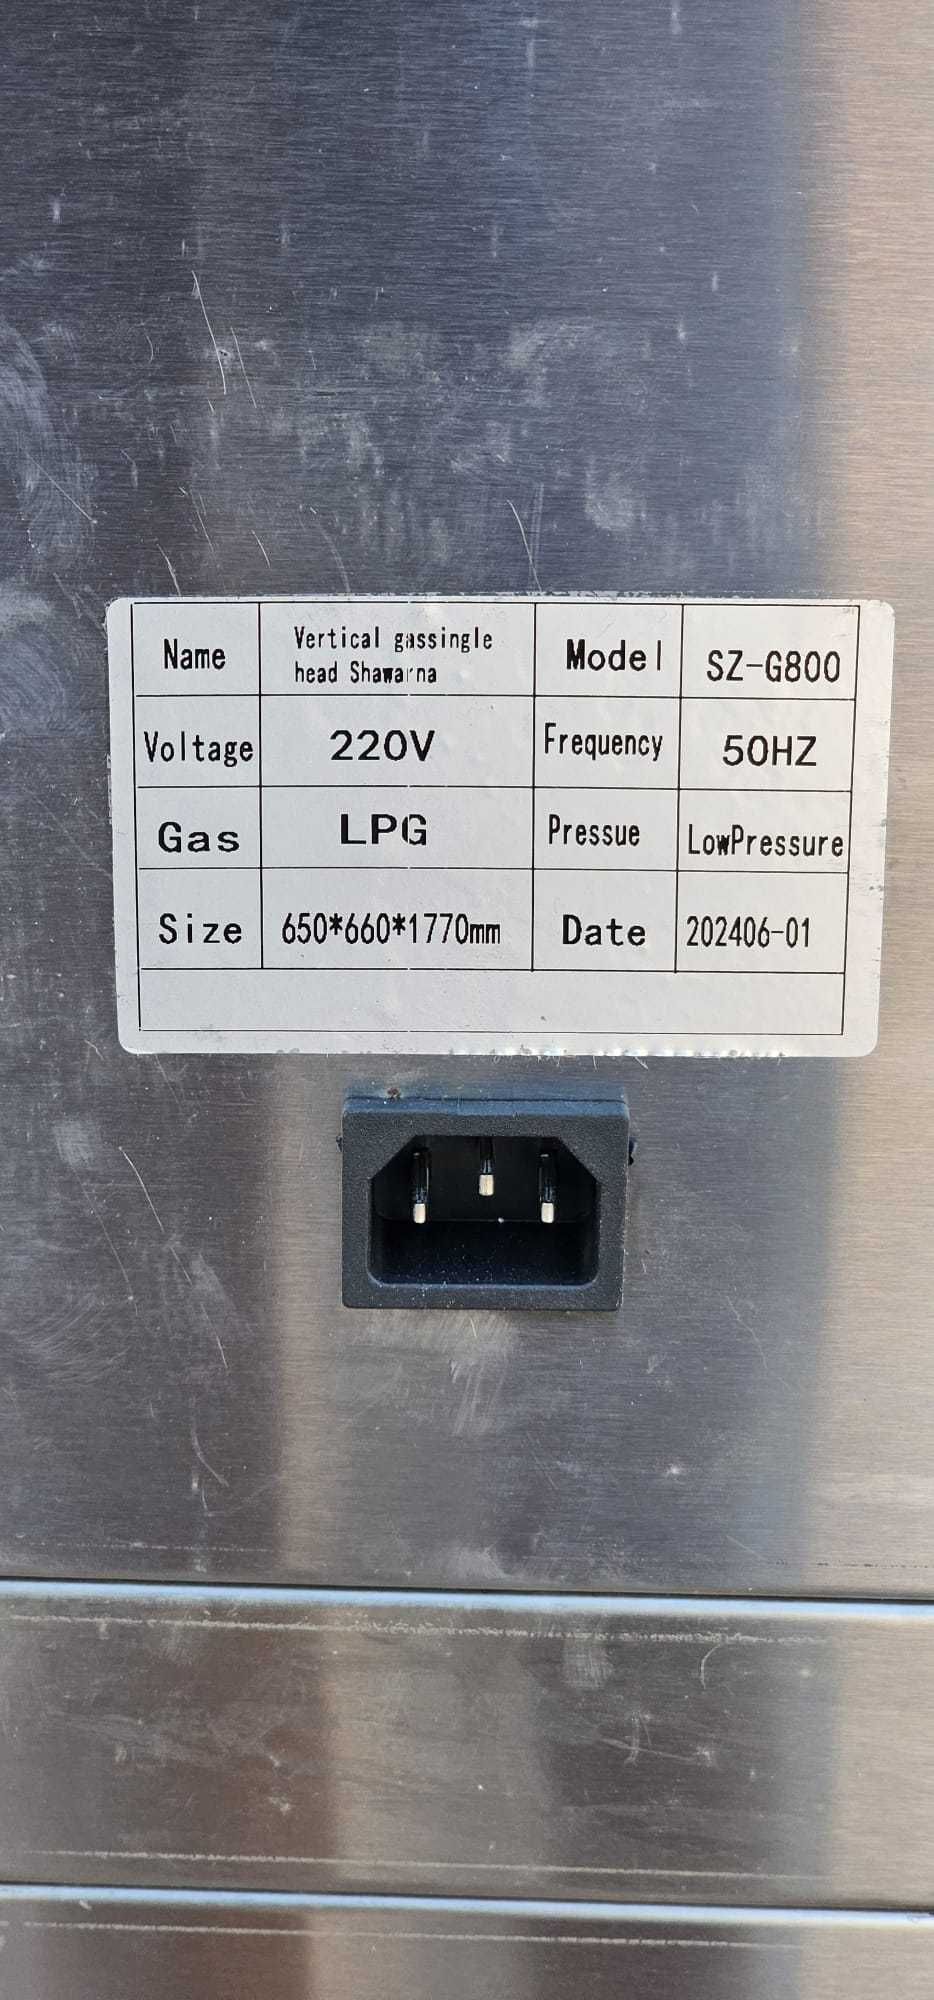 Name Vertical gassingle head Shawarna Model SZ-G800
Voltage 220V Frequency 50HZ
Gas LPG Pressue LowPressure
Size 650*660*1770mm Date 202406-01